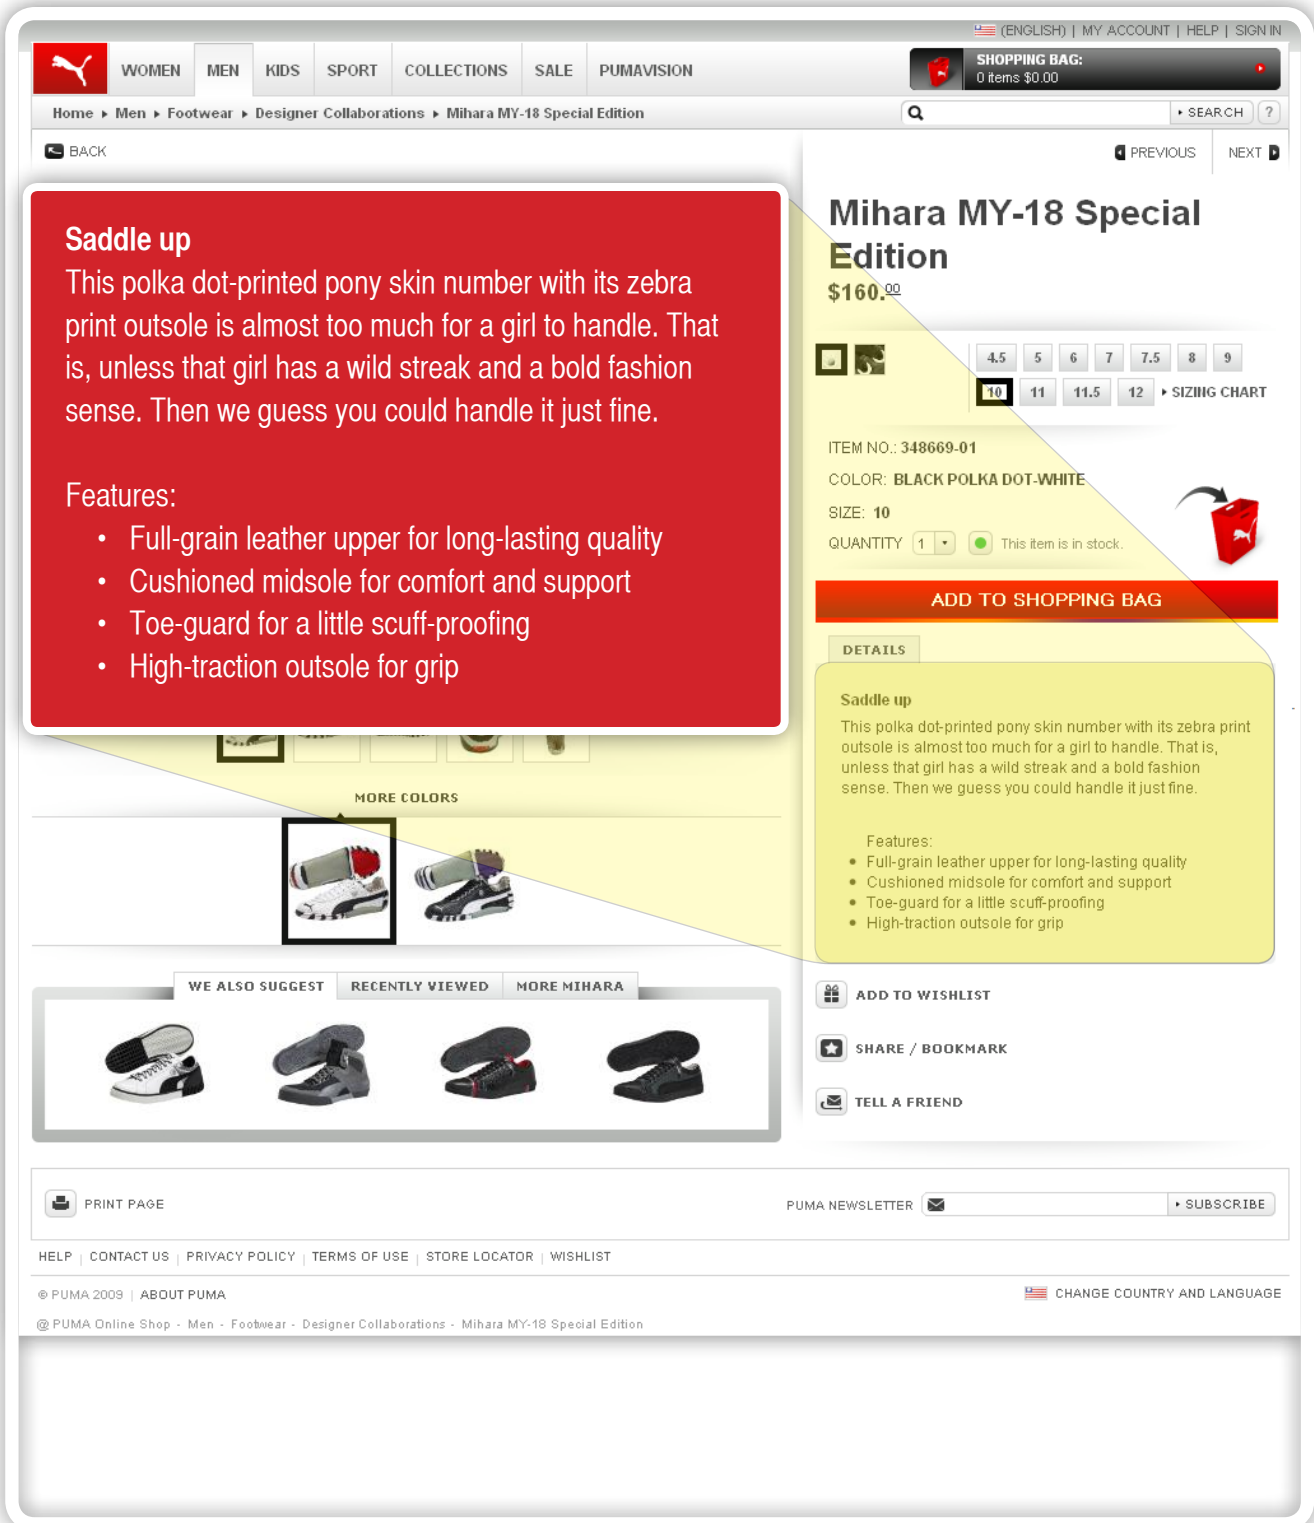 (ENGLISH) | MY ACCOUNT | HELP | SIGN IN
WOMEN MEN KIDS SPORT COLLECTIONS SALE PUMAVISION
SHOPPING BAG:
0 items $0.00
Home ▸ Men ▸ Footwear ▸ Designer Collaborations ▸ Mihara MY-18 Special Edition
▸ SEARCH ?
BACK
PREVIOUS NEXT
Saddle up
This polka dot-printed pony skin number with its zebra
print outsole is almost too much for a girl to handle. That
is, unless that girl has a wild streak and a bold fashion
sense. Then we guess you could handle it just fine.
Features:
• Full-grain leather upper for long-lasting quality
• Cushioned midsole for comfort and support
• Toe-guard for a little scuff-proofing
• High-traction outsole for grip
MORE COLORS
WE ALSO SUGGEST RECENTLY VIEWED MORE MIHARA
Mihara MY-18 Special
Edition
$160.00
4.5 5 6 7 7.5 8 9
10 11 11.5 12 ▸ SIZING CHART
ITEM NO.: 348669-01
COLOR: BLACK POLKA DOT-WHITE
SIZE: 10
QUANTITY 1 This item is in stock.
ADD TO SHOPPING BAG
DETAILS
Saddle up
This polka dot-printed pony skin number with its zebra print
outsole is almost too much for a girl to handle. That is,
unless that girl has a wild streak and a bold fashion
sense. Then we guess you could handle it just fine.
Features:
• Full-grain leather upper for long-lasting quality
• Cushioned midsole for comfort and support
• Toe-guard for a little scuff-proofing
• High-traction outsole for grip
ADD TO WISHLIST
SHARE / BOOKMARK
TELL A FRIEND
PRINT PAGE
PUMA NEWSLETTER ▸ SUBSCRIBE
HELP | CONTACT US | PRIVACY POLICY | TERMS OF USE | STORE LOCATOR | WISHLIST
© PUMA 2009 | ABOUT PUMA
CHANGE COUNTRY AND LANGUAGE
@ PUMA Online Shop - Men - Footwear - Designer Collaborations - Mihara MY-18 Special Edition